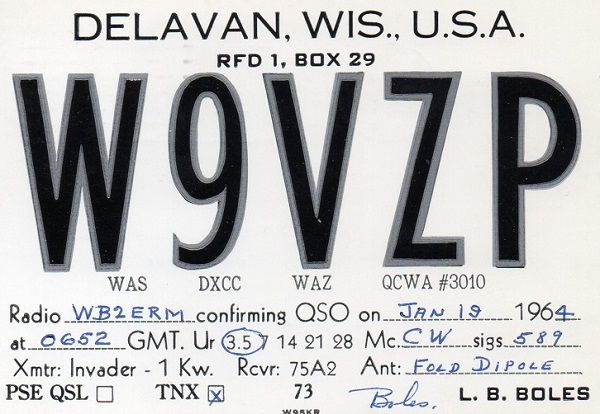 DELAVAN, WIS., U.S.A.
RFD 1, BOX 29
W9VZP
WAS DXCC WAZ QCWA #3010
Radio WB2ERM confirming QSO on JAN 19 1964
at 0652 GMT. Ur 3.5 7 14 21 28 Mc. CW sigs 589
Xmtr: Invader - 1 Kw. Rcvr: 75A2 Ant: FOLD DIPOLE
PSE QSL TNX X 73 Boles. L. B. BOLES
W9SKR